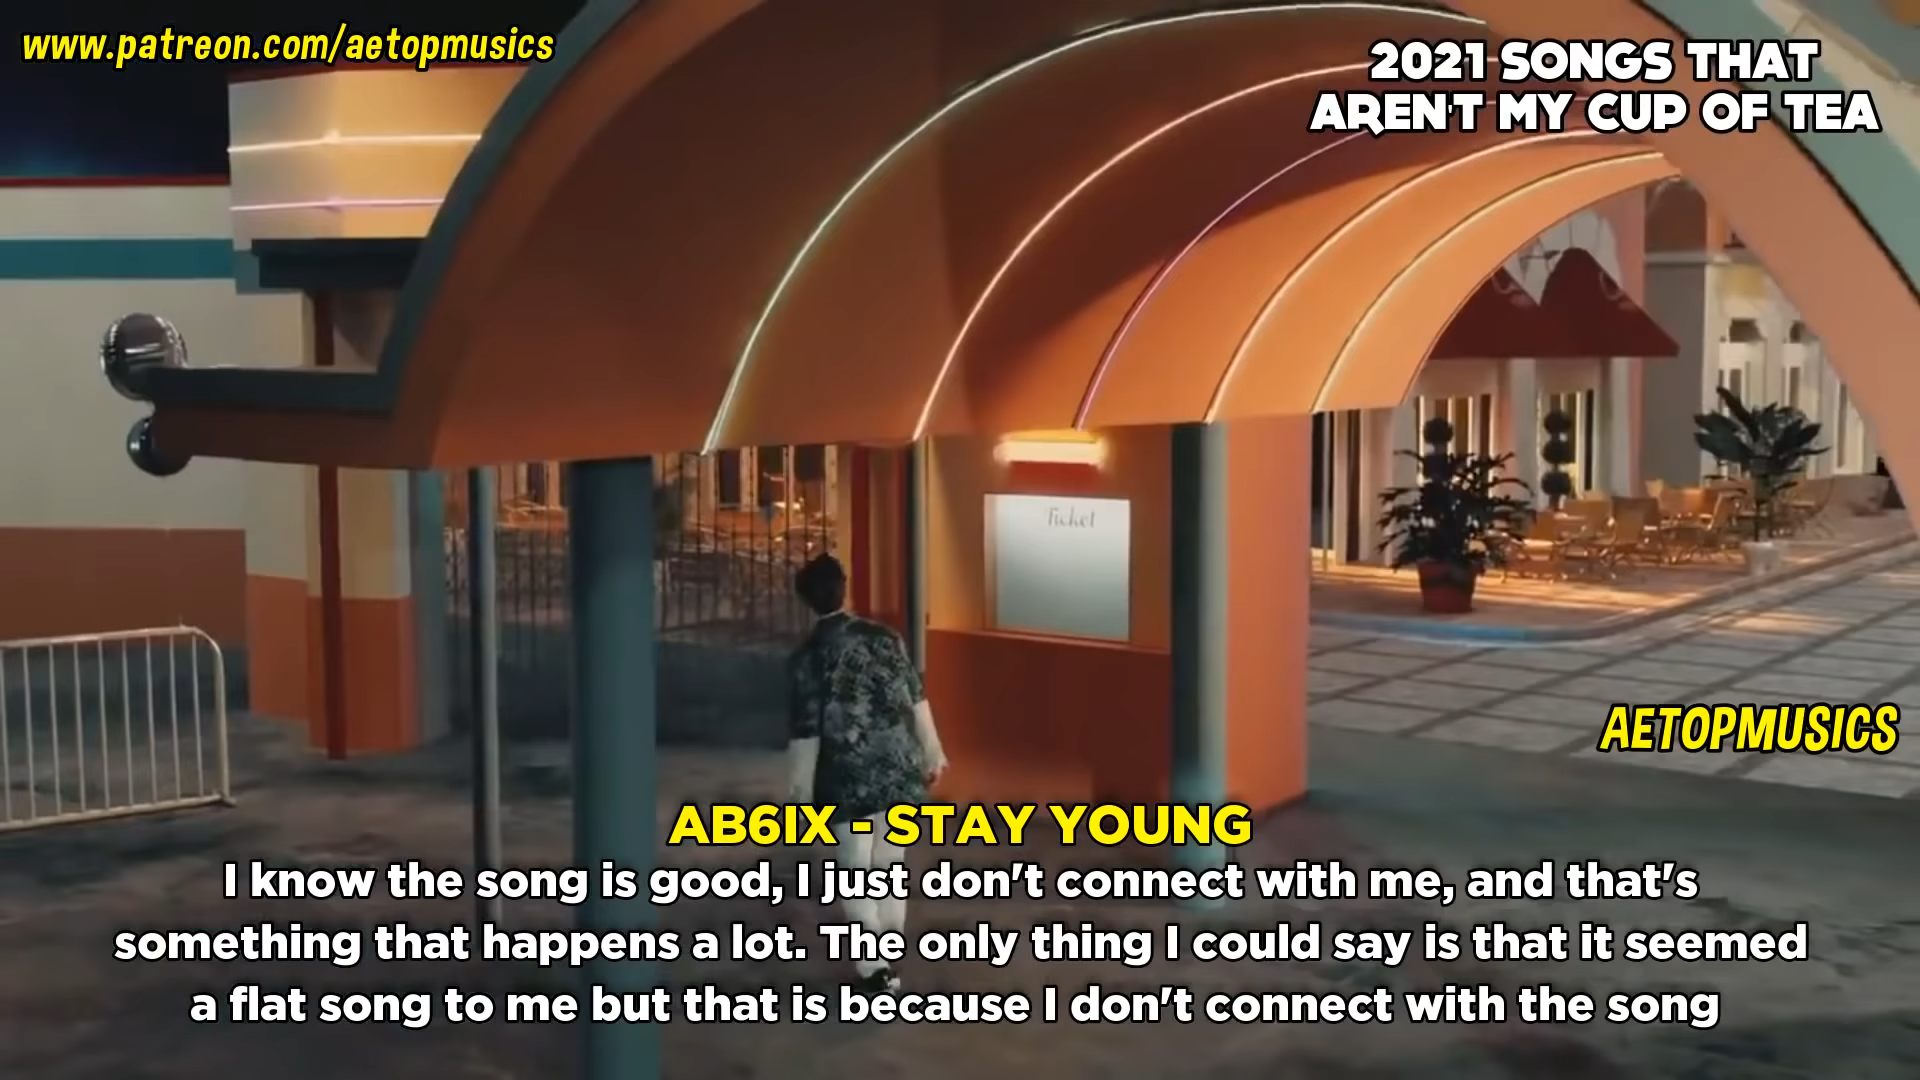 www.patreon.com/aetopmusics
2021 SONGS THAT
AREN'T MY CUP OF TEA
Ticket
AETOPMUSICS
AB6IX - STAY YOUNG
I know the song is good, I just don't connect with me, and that's
something that happens a lot. The only thing I could say is that it seemed
a flat song to me but that is because I don't connect with the song